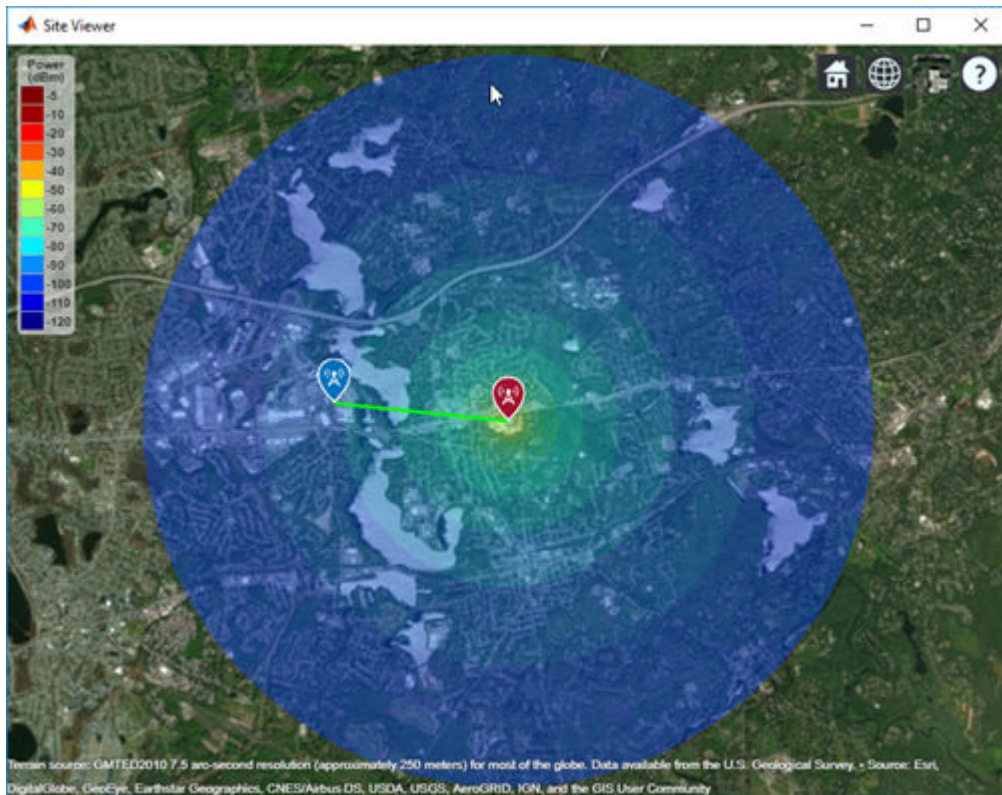 Site Viewer
Power
(dBm)
-5
-10
-20
-30
-40
-50
-60
-70
-80
-90
-100
-110
-120
?
Terrain source: GMTED2010 7.5 arc-second resolution (approximately 250 meters) for most of the globe. Data available from the U.S. Geological Survey. • Source: Esri,
DigitalGlobe, GeoEye, Earthstar Geographics, CNES/Airbus DS, USDA, USGS, AeroGRID, IGN, and the GIS User Community